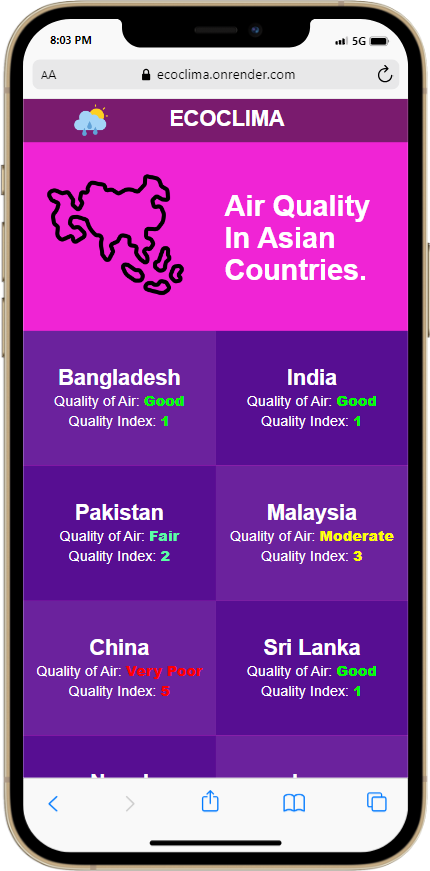 8:03 PM
5G
AA
ecoclima.onrender.com
ECOCLIMA
Air Quality
In Asian
Countries.
Bangladesh
Quality of Air: Good
Quality Index: 1
India
Quality of Air: Good
Quality Index: 1
Pakistan
Quality of Air: Fair
Quality Index: 2
Malaysia
Quality of Air: Moderate
Quality Index: 3
China
Quality of Air: Very Poor
Quality Index: 5
Sri Lanka
Quality of Air: Good
Quality Index: 1